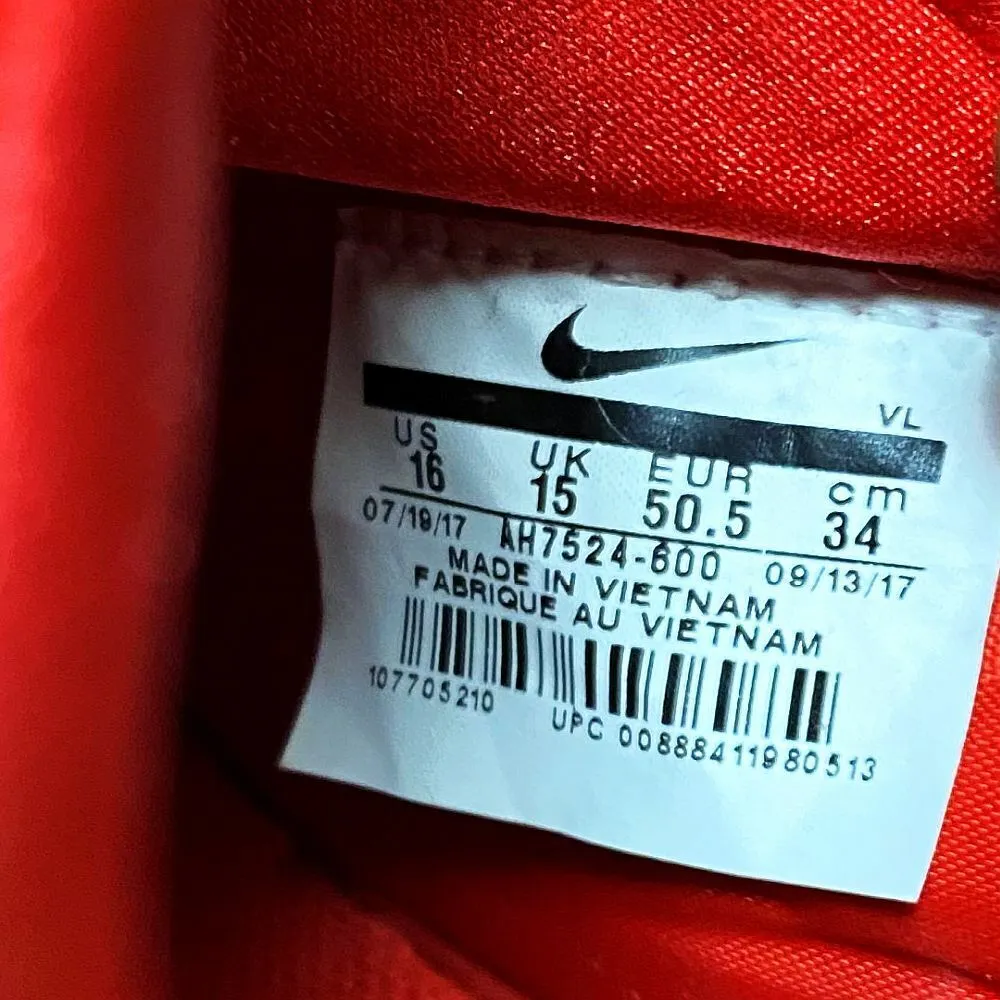 VL
US UK EUR cm
16 15 50.5 34
07/19/17 AH7524-600 09/13/17
MADE IN VIETNAM
FABRIQUE AU VIETNAM
107705210
UPC 00888411980513